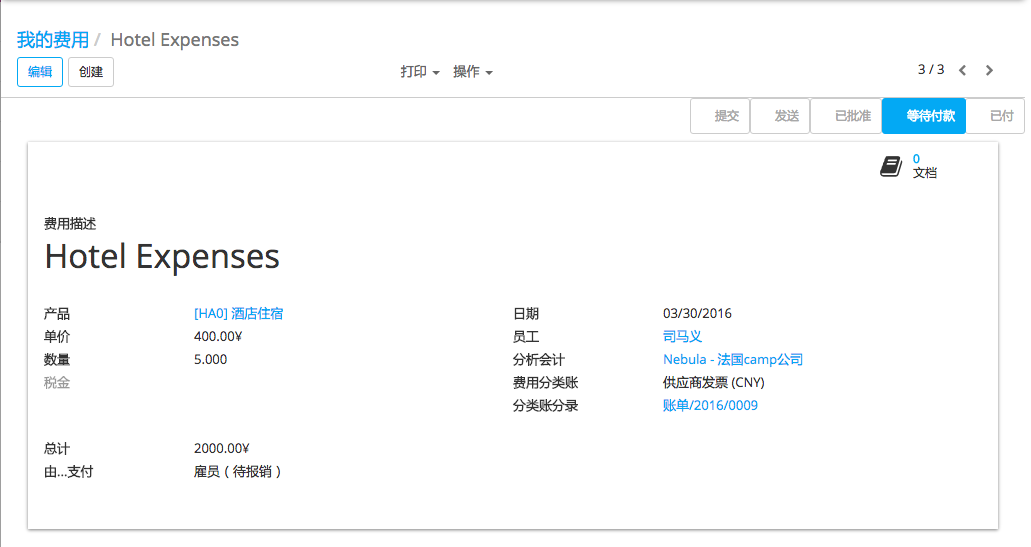 我的费用 / Hotel Expenses
编辑 创建 打印 操作 3 / 3
提交 发送 已批准 等待付款 已付
0
文档
费用描述
Hotel Expenses
产品 [HA0] 酒店住宿 日期 03/30/2016
单价 400.00¥ 员工 司马义
数量 5.000 分析会计 Nebula - 法国camp公司
税金 费用分类账 供应商发票 (CNY)
分类账分录 账单/2016/0009
总计 2000.00¥
由...支付 雇员（待报销）